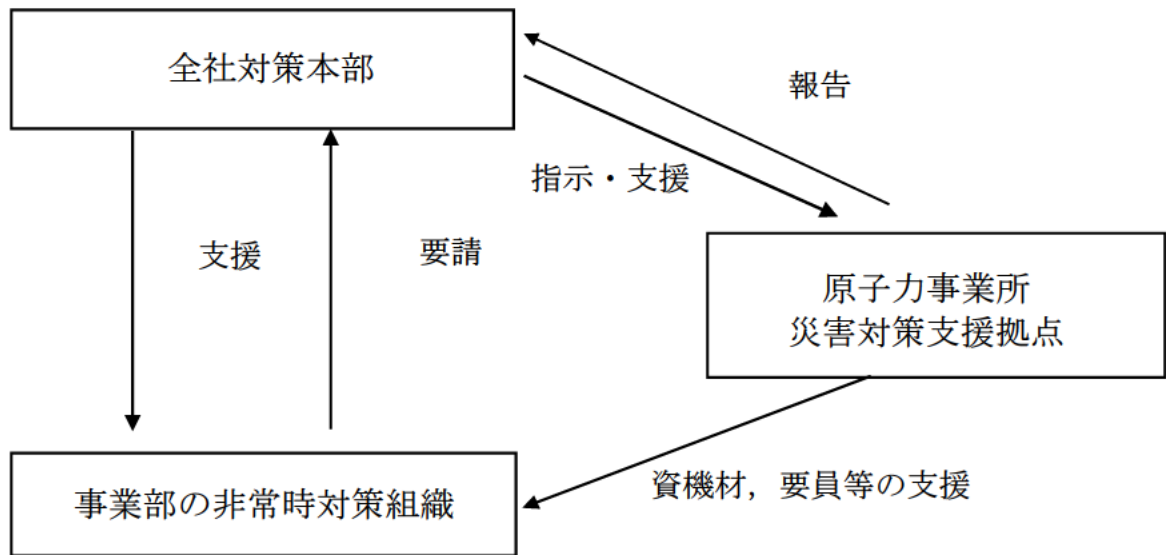 全社対策本部
報告
指示・支援
支援
要請
原子力事業所
災害対策支援拠点
資機材，要員等の支援
事業部の非常時対策組織